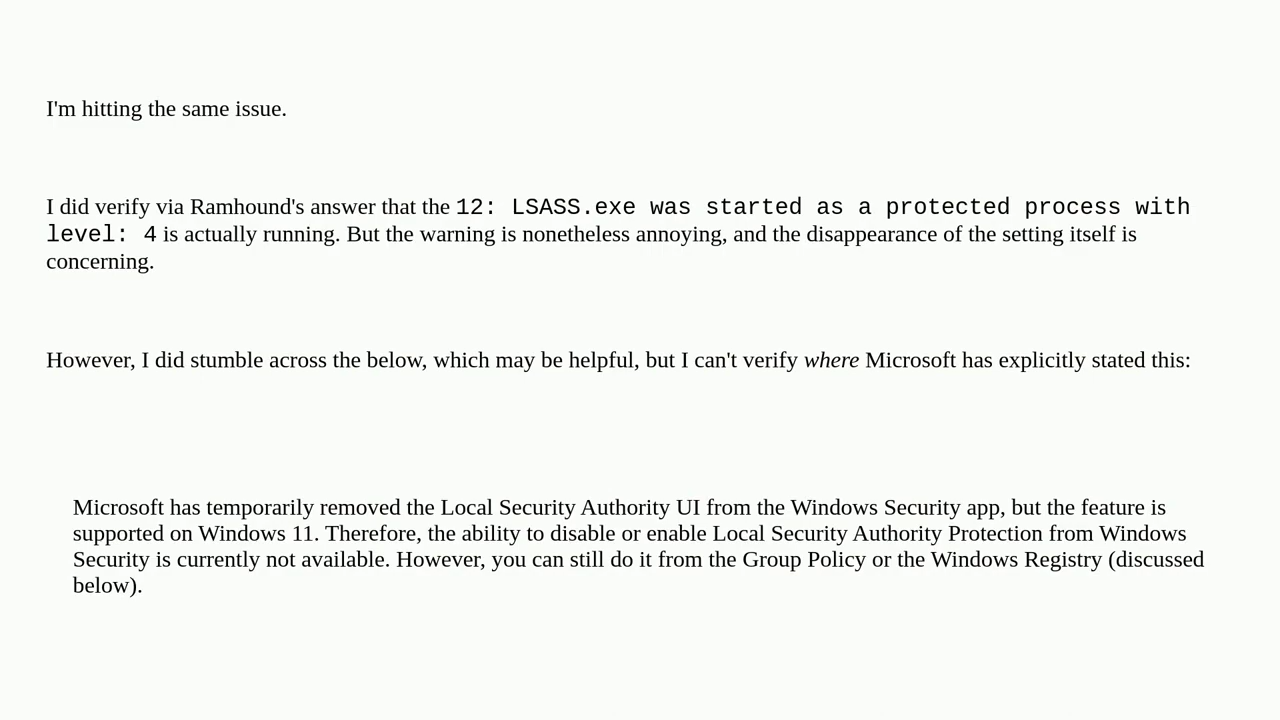 I'm hitting the same issue.
I did verify via Ramhound's answer that the 12: LSASS.exe was started as a protected process with
level: 4 is actually running. But the warning is nonetheless annoying, and the disappearance of the setting itself is
concerning.
However, I did stumble across the below, which may be helpful, but I can't verify where Microsoft has explicitly stated this:
Microsoft has temporarily removed the Local Security Authority UI from the Windows Security app, but the feature is
supported on Windows 11. Therefore, the ability to disable or enable Local Security Authority Protection from Windows
Security is currently not available. However, you can still do it from the Group Policy or the Windows Registry (discussed
below).